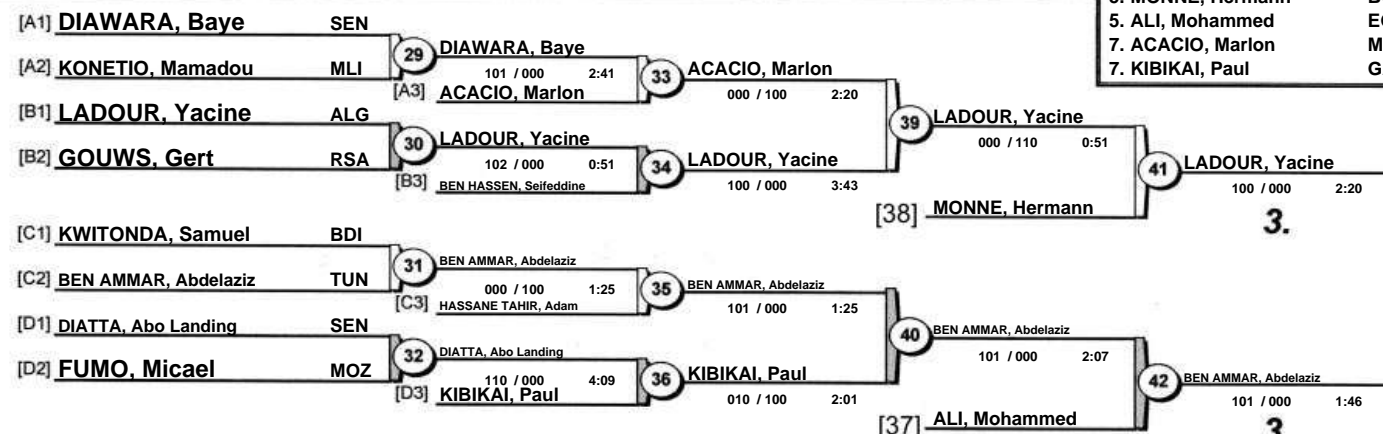 5. ALI, Mohammed
7. ACACIO, Marlon
7. KIBIKAI, Paul
[A1] DIAWARA, Baye SEN
[A2] KONETIO, Mamadou MLI
29
DIAWARA, Baye
101 / 000 2:41
[A3] ACACIO, Marlon
33
ACACIO, Marlon
000 / 100 2:20
[B1] LADOUR, Yacine ALG
[B2] GOUWS, Gert RSA
30
LADOUR, Yacine
102 / 000 0:51
[B3] BEN HASSEN, Seifeddine
34
LADOUR, Yacine
100 / 000 3:43
39
LADOUR, Yacine
000 / 110 0:51
[38] MONNE, Hermann
41
LADOUR, Yacine
100 / 000 2:20
3.
[C1] KWITONDA, Samuel BDI
[C2] BEN AMMAR, Abdelaziz TUN
31
BEN AMMAR, Abdelaziz
000 / 100 1:25
[C3] HASSANE TAHIR, Adam
35
BEN AMMAR, Abdelaziz
101 / 000 1:25
[D1] DIATTA, Abo Landing SEN
[D2] FUMO, Micael MOZ
32
DIATTA, Abo Landing
110 / 000 4:09
[D3] KIBIKAI, Paul
36
KIBIKAI, Paul
010 / 100 2:01
40
BEN AMMAR, Abdelaziz
101 / 000 2:07
[37] ALI, Mohammed
42
BEN AMMAR, Abdelaziz
101 / 000 1:46